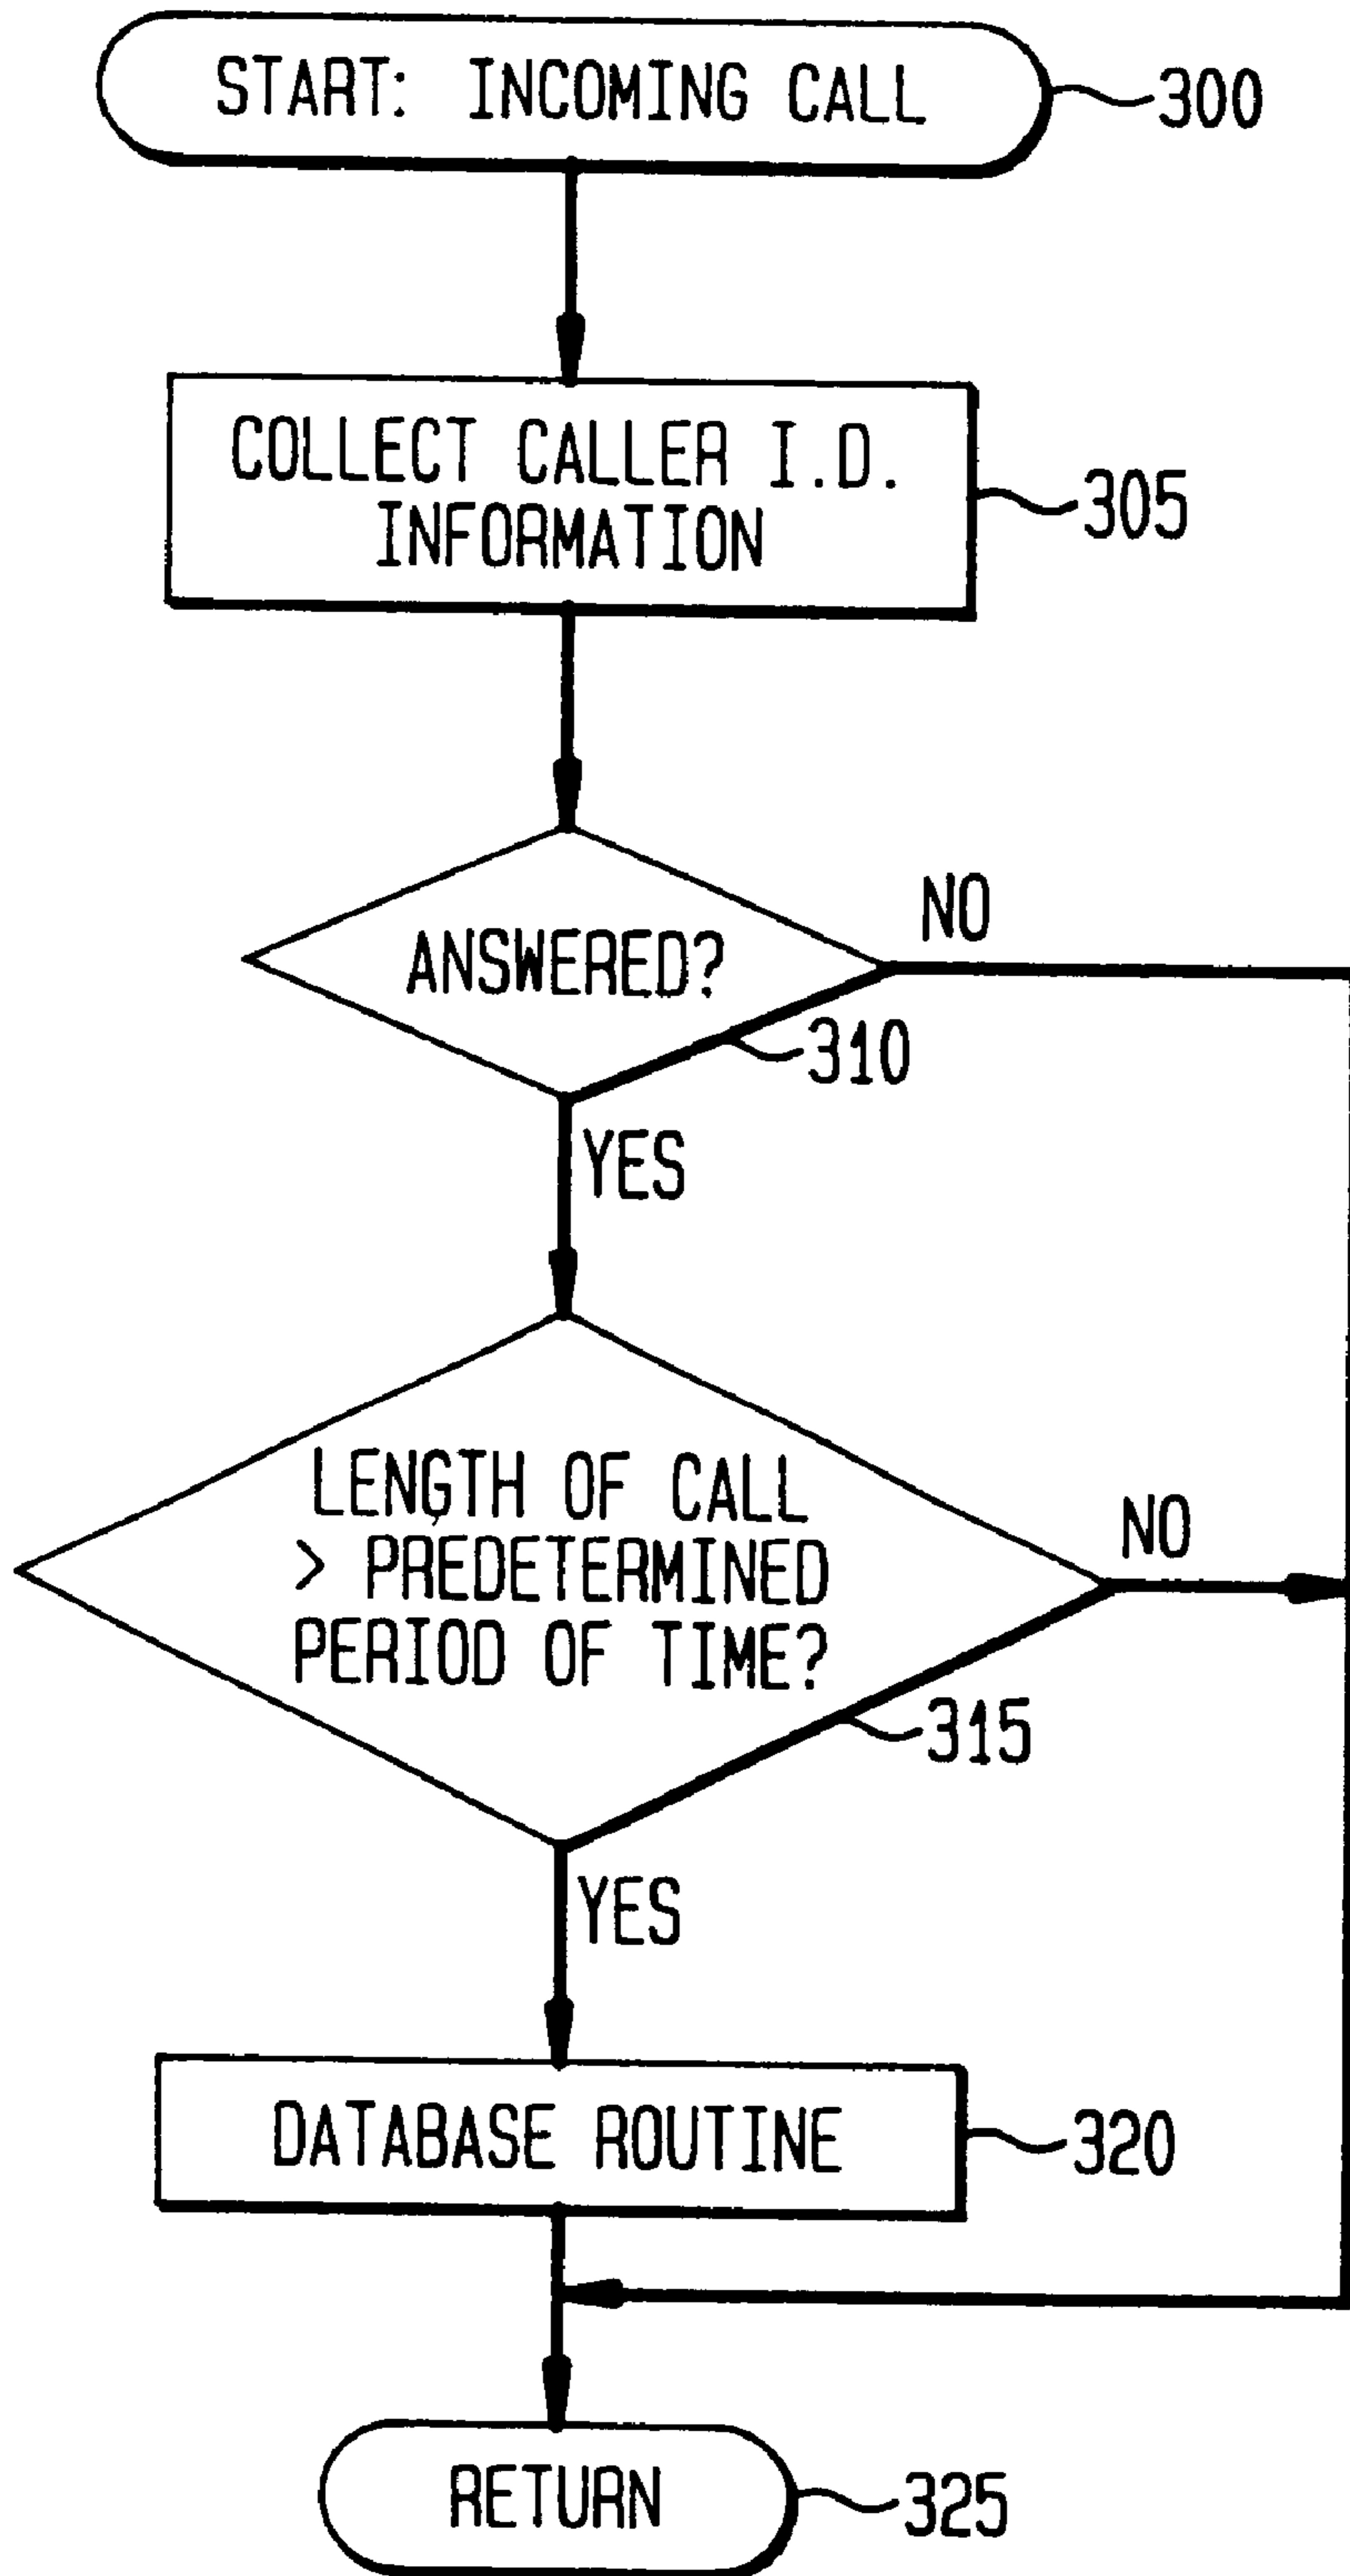 START: INCOMING CALL
300
COLLECT CALLER I.D.
INFORMATION
305
ANSWERED?
NO
310
YES
LENGTH OF CALL
> PREDETERMINED
PERIOD OF TIME?
NO
315
YES
DATABASE ROUTINE
320
RETURN
325